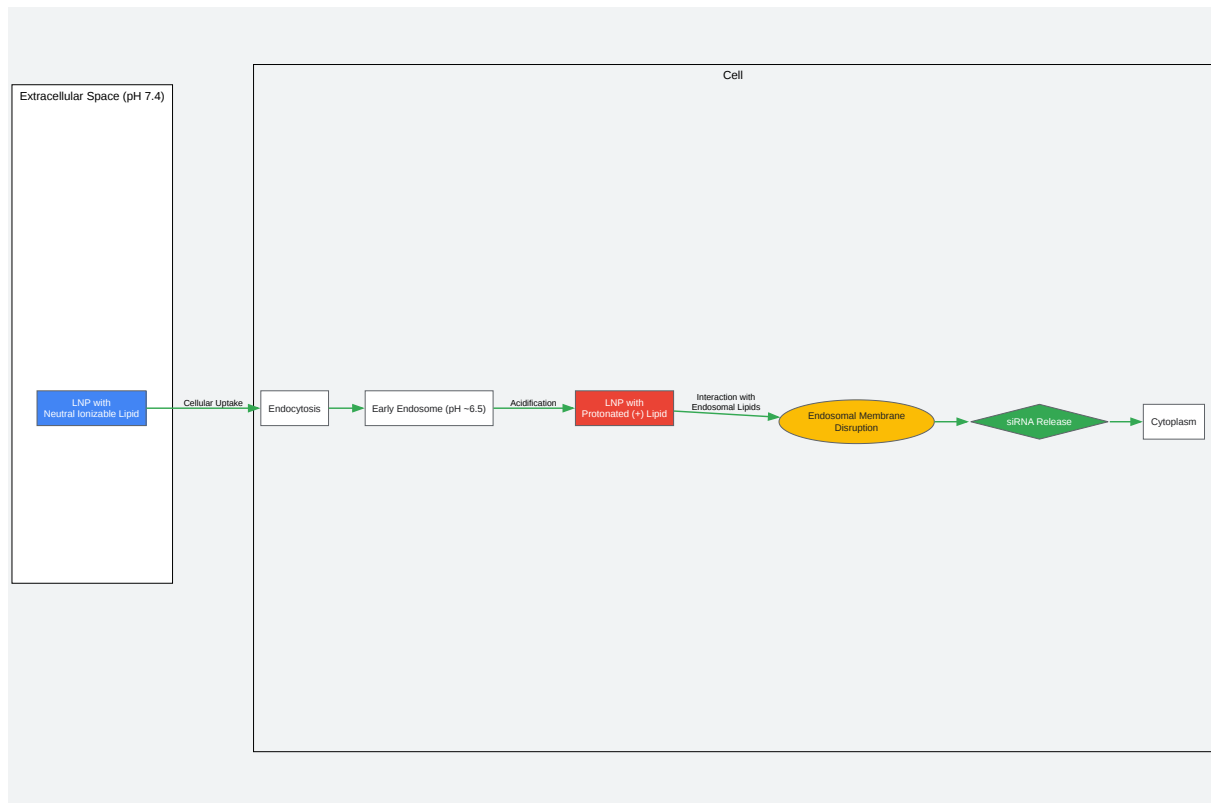 Cell
Extracellular Space (pH 7.4)
LNP with
Neutral Ionizable Lipid
Cellular Uptake
Endocytosis
Early Endosome (pH ~6.5)
Acidification
LNP with
Protonated (+) Lipid
Interaction with
Endosomal Lipids
Endosomal Membrane
Disruption
siRNA Release
Cytoplasm